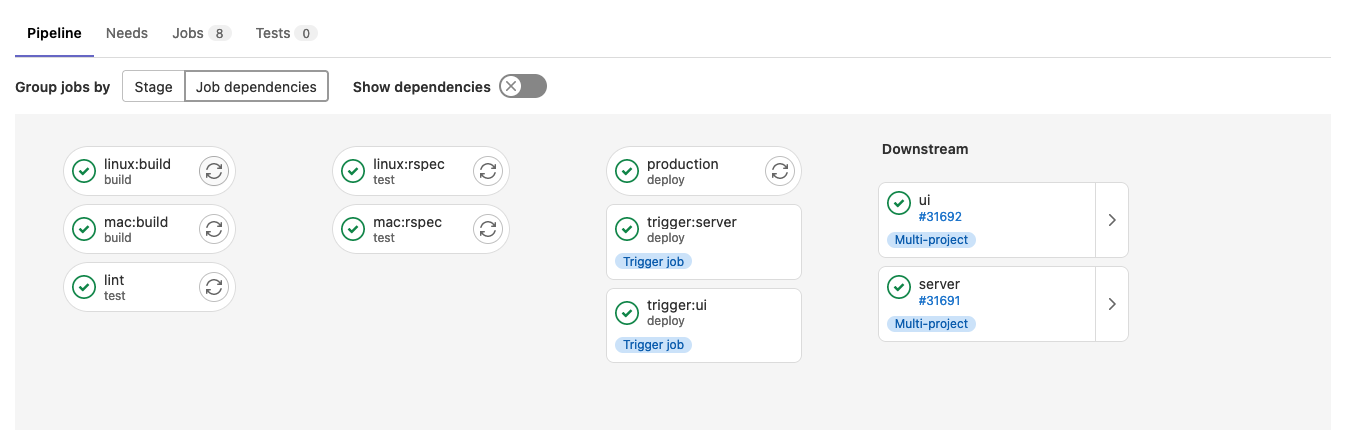 Pipeline Needs Jobs 8 Tests 0
Group jobs by Stage Job dependencies Show dependencies
linux:build
build
mac:build
build
lint
test
linux:rspec
test
mac:rspec
test
production
deploy
trigger:server
deploy
Trigger job
trigger:ui
deploy
Trigger job
Downstream
ui
#31692
Multi-project
server
#31691
Multi-project